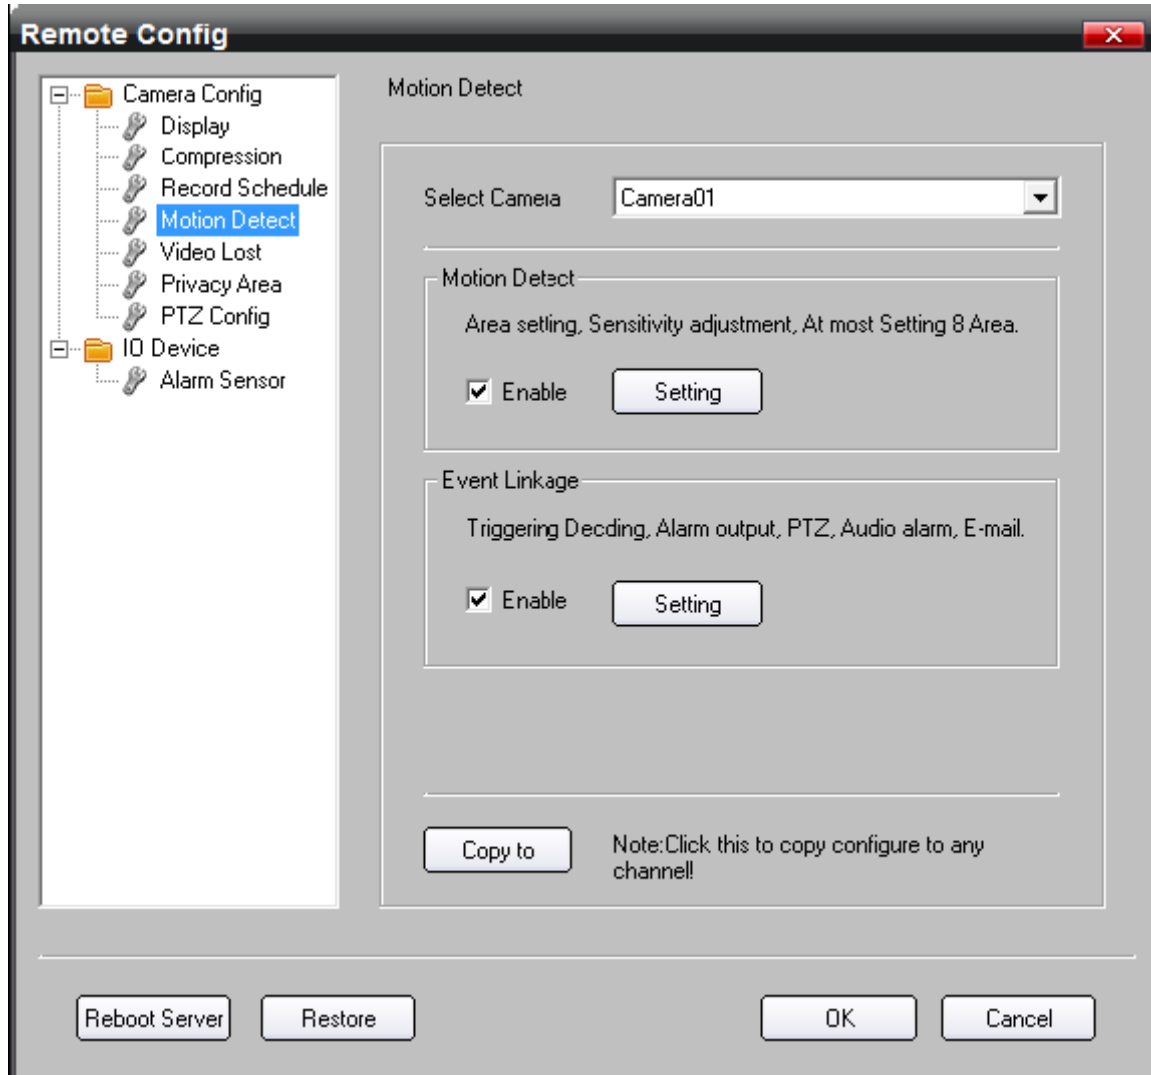 Remote Config
Camera Config
Display
Compression
Record Schedule
Motion Detect
Video Lost
Privacy Area
PTZ Config
IO Device
Alarm Sensor
Motion Detect
Select Camera
Camera01
Motion Detect
Area setting, Sensitivity adjustment, At most Setting 8 Area.
Enable
Setting
Event Linkage
Triggering Decding, Alarm output, PTZ, Audio alarm, E-mail.
Enable
Setting
Copy to
Note:Click this to copy configure to any
channel!
Reboot Server
Restore
OK
Cancel